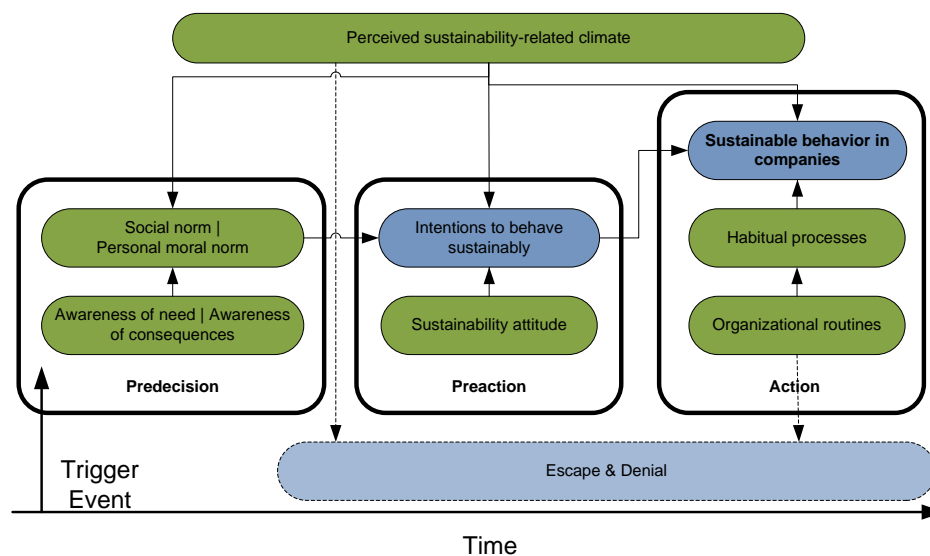 Perceived sustainability-related climate
Sustainable behavior in
companies
Social norm |
Personal moral norm
Intentions to behave
sustainably
Habitual processes
Awareness of need | Awareness
of consequences
Sustainability attitude
Organizational routines
Predecision
Preaction
Action
Trigger
Event
Escape & Denial
Time